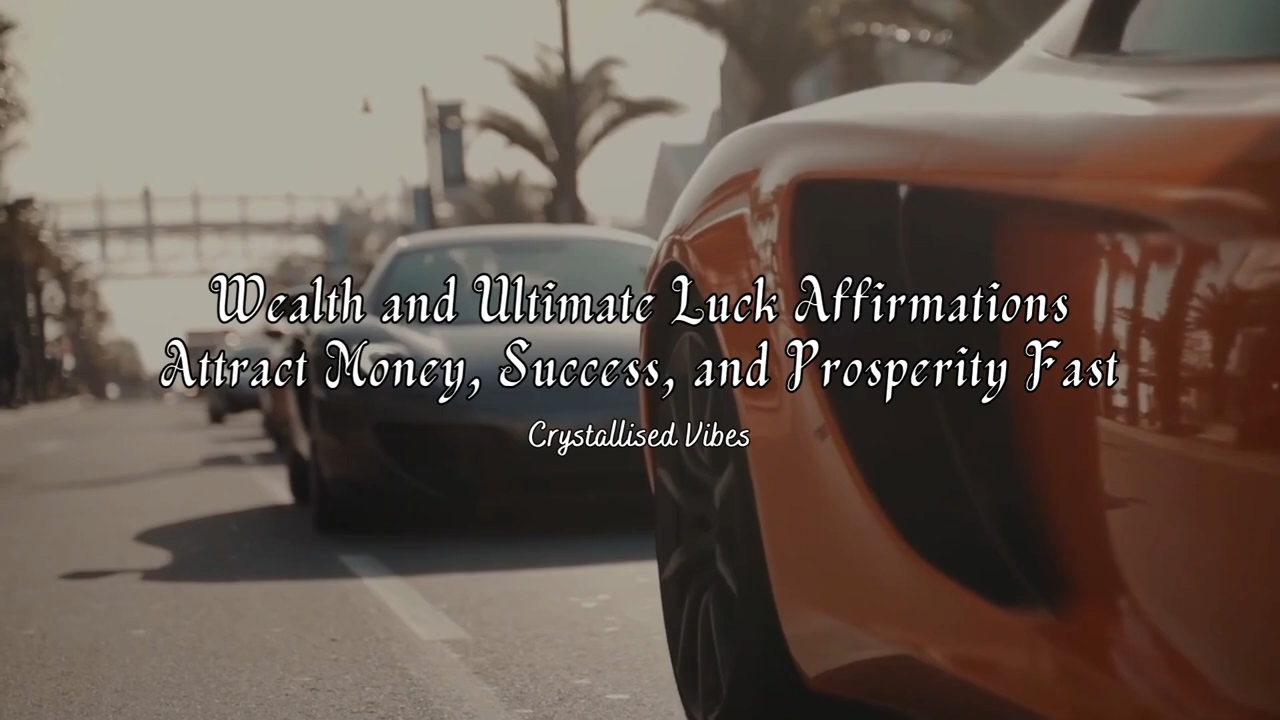 Wealth and Ultimate Luck Affirmations
Attract Money, Success, and Prosperity Fast
Crystallised Vibes